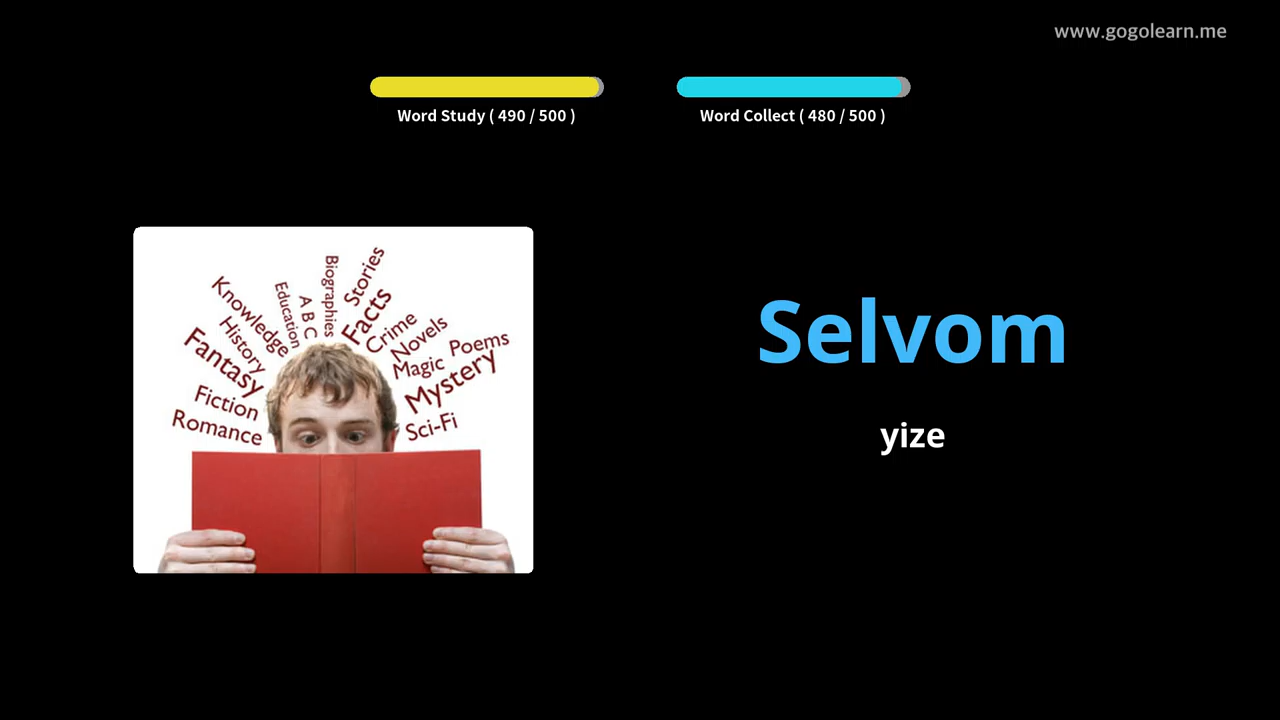 www.gogolearn.me
Word Study ( 490 / 500 )
Word Collect ( 480 / 500 )
Selvom
yize
Biographies
Stories
Education
A B C
Facts
Knowledge
Crime
History
Novels
Poems
Fantasy
Magic
Mystery
Fiction
Romance
Sci-Fi